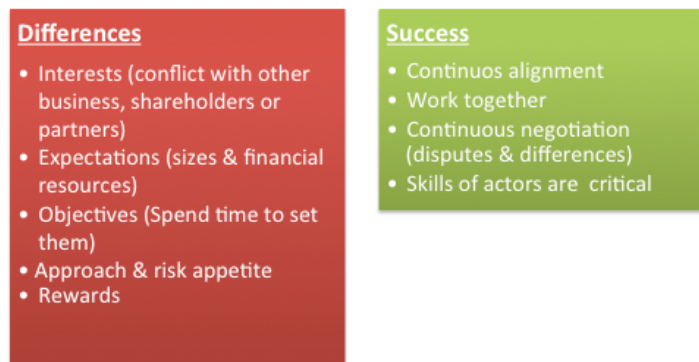 Differences
• Interests (conflict with other
business, shareholders or
partners)
• Expectations (sizes & financial
resources)
• Objectives (Spend time to set
them)
• Approach & risk appetite
• Rewards
Success
• Continuos alignment
• Work together
• Continuous negotiation
(disputes & differences)
• Skills of actors are critical